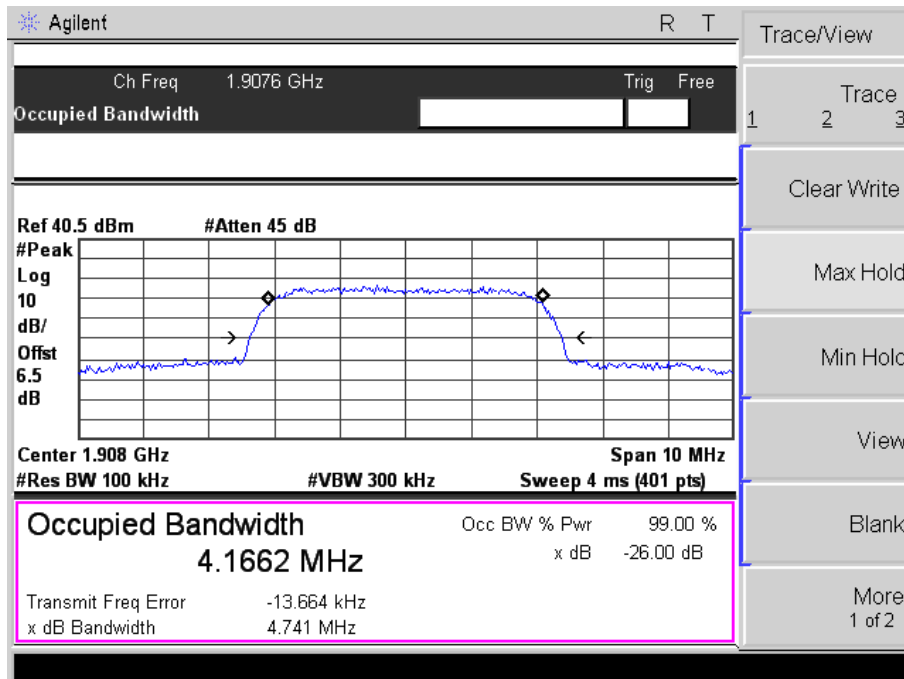 Agilent R T
Ch Freq 1.9076 GHz Trig Free
Occupied Bandwidth
Ref 40.5 dBm #Atten 45 dB
#Peak
Log
10
dB/
Offst
6.5
dB
Center 1.908 GHz Span 10 MHz
#Res BW 100 kHz #VBW 300 kHz Sweep 4 ms (401 pts)
Occupied Bandwidth
4.1662 MHz
Occ BW % Pwr 99.00 %
x dB -26.00 dB
Transmit Freq Error -13.664 kHz
x dB Bandwidth 4.741 MHz
Trace/View
Trace
1 2 3
Clear Write
Max Hold
Min Hold
View
Blank
More
1 of 2